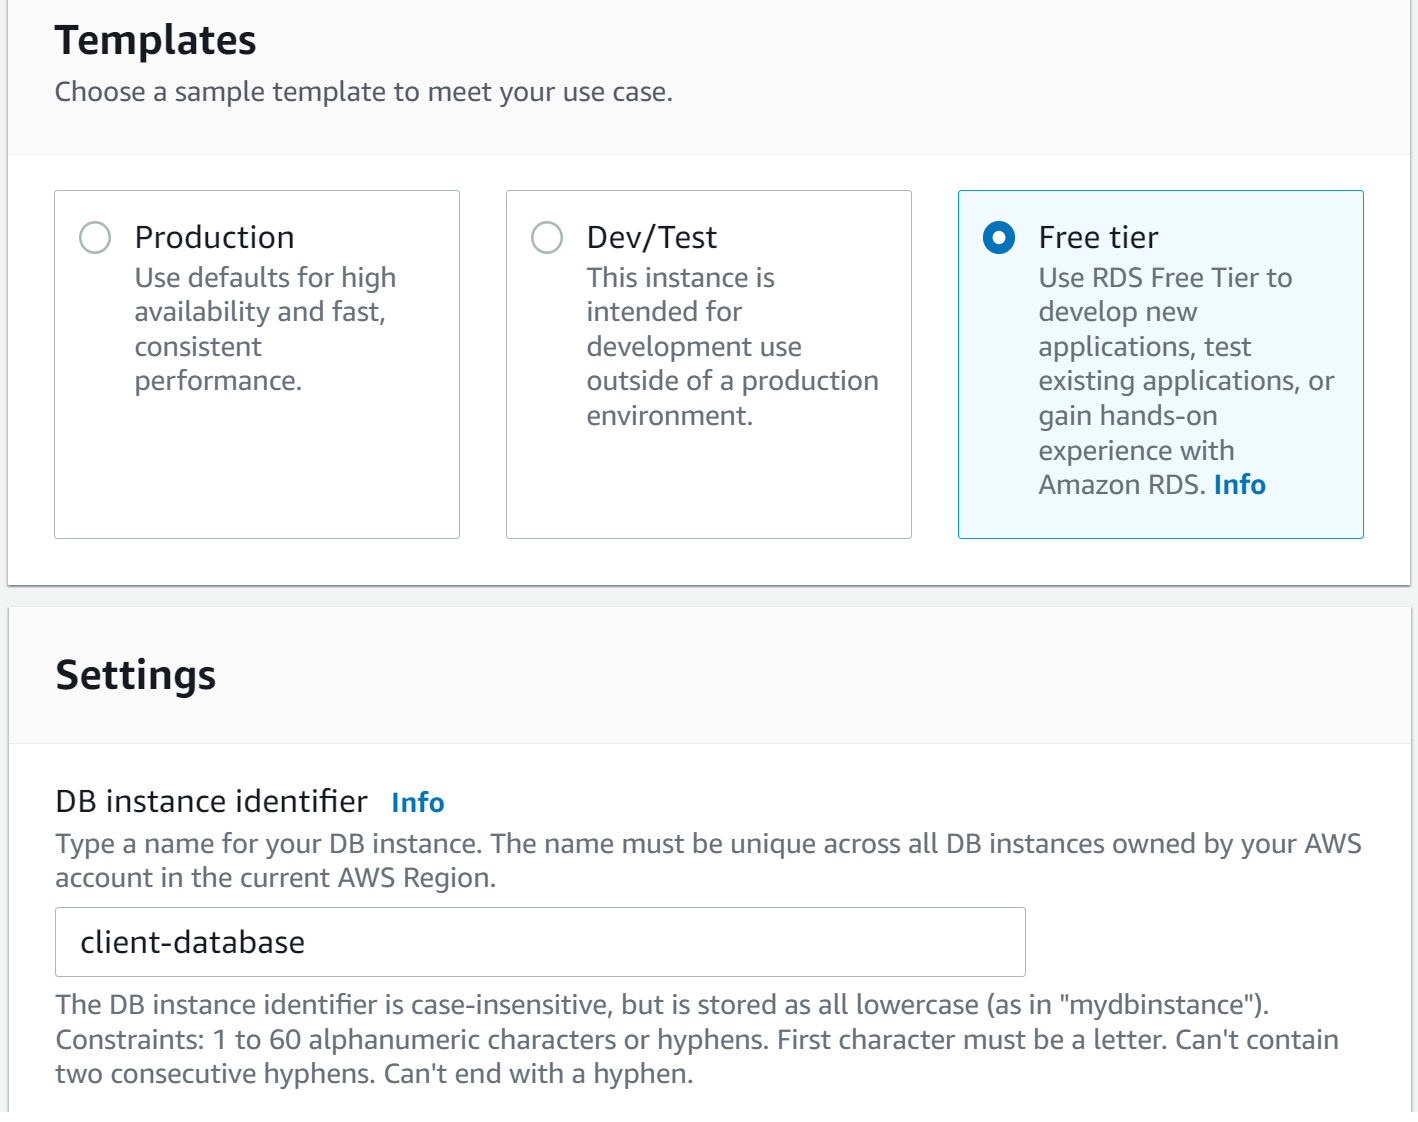 Templates
Choose a sample template to meet your use case.
Production
Use defaults for high
availability and fast,
consistent
performance.
Dev/Test
This instance is
intended for
development use
outside of a production
environment.
Free tier
Use RDS Free Tier to
develop new
applications, test
existing applications, or
gain hands-on
experience with
Amazon RDS. Info
Settings
DB instance identifier Info
Type a name for your DB instance. The name must be unique across all DB instances owned by your AWS
account in the current AWS Region.
client-database
The DB instance identifier is case-insensitive, but is stored as all lowercase (as in "mydbinstance").
Constraints: 1 to 60 alphanumeric characters or hyphens. First character must be a letter. Can't contain
two consecutive hyphens. Can't end with a hyphen.